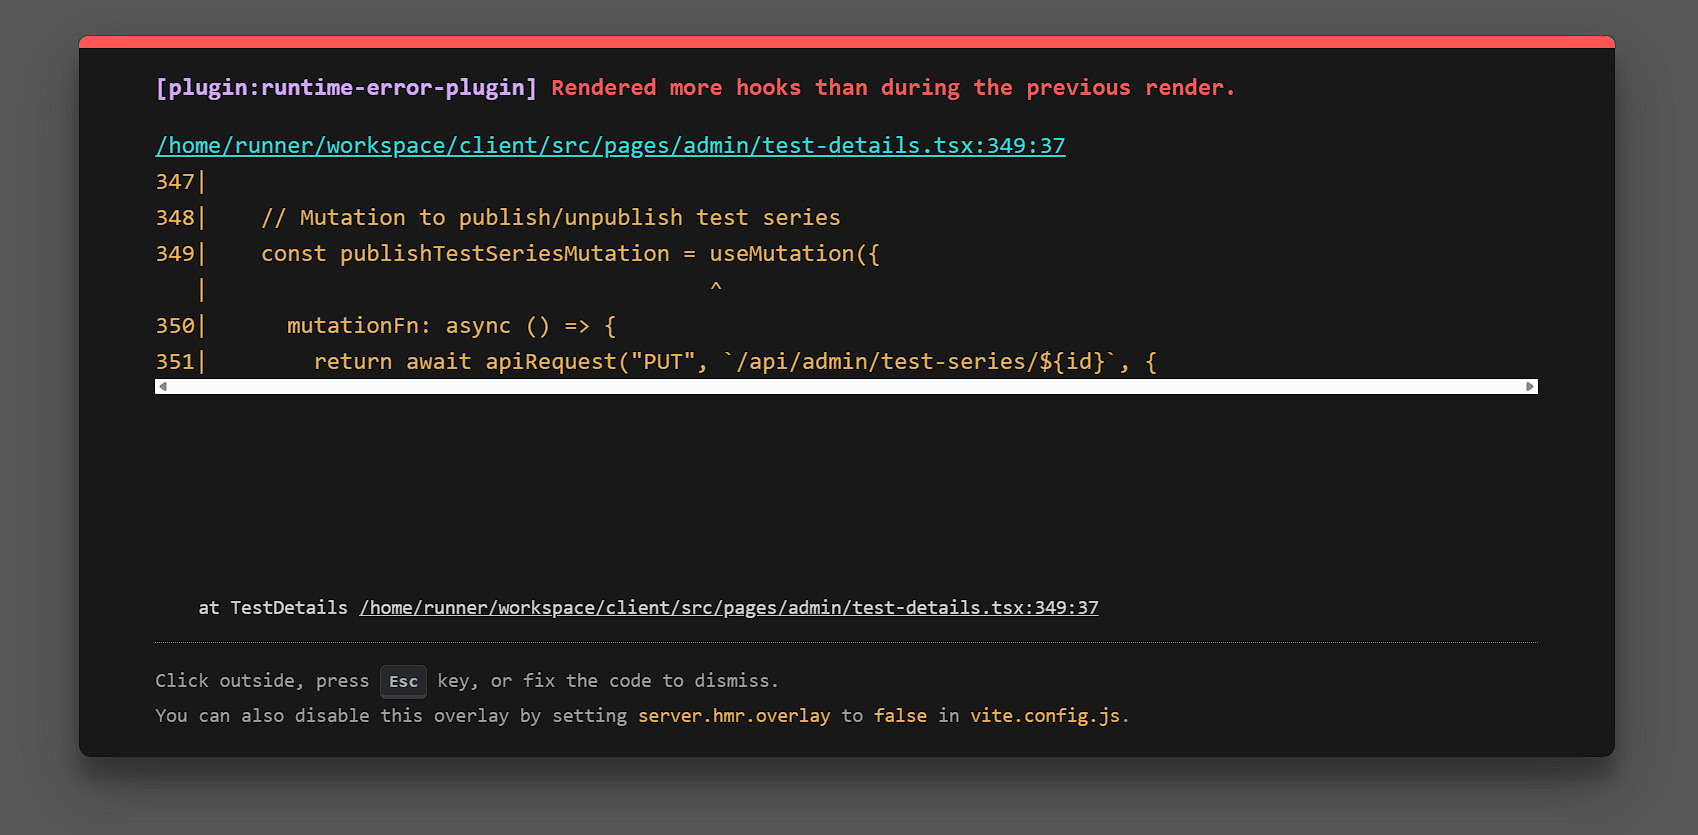 [plugin:runtime-error-plugin] Rendered more hooks than during the previous render.
/home/runner/workspace/client/src/pages/admin/test-details.tsx:349:37
347|
348|    // Mutation to publish/unpublish test series
349|    const publishTestSeriesMutation = useMutation({
   |                                      ^
350|      mutationFn: async () => {
351|        return await apiRequest("PUT", `/api/admin/test-series/${id}`, {
at TestDetails /home/runner/workspace/client/src/pages/admin/test-details.tsx:349:37
Click outside, press Esc key, or fix the code to dismiss.
You can also disable this overlay by setting server.hmr.overlay to false in vite.config.js.